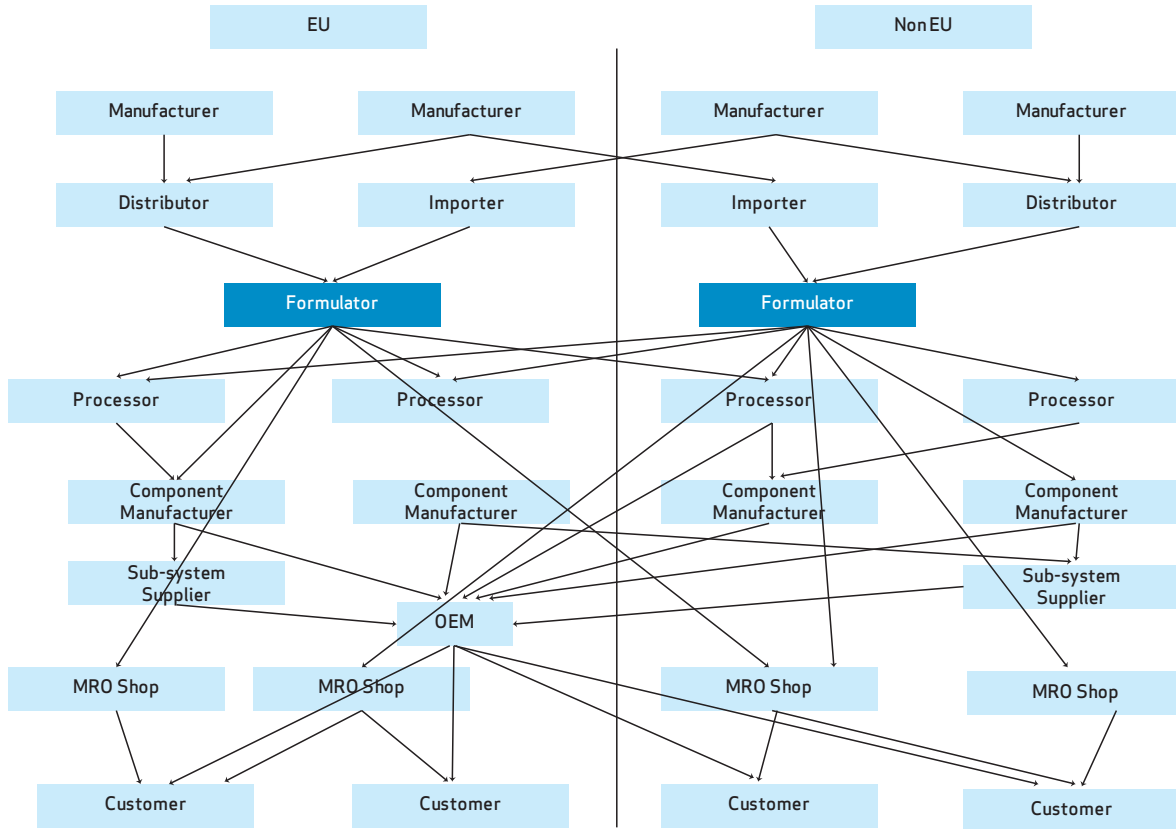 EU
Non EU
Manufacturer
Manufacturer
Manufacturer
Manufacturer
Distributor
Importer
Importer
Distributor
Formulator
Formulator
Processor
Processor
Processor
Processor
Component
Manufacturer
Component
Manufacturer
Component
Manufacturer
Component
Manufacturer
Sub-system
Supplier
Sub-system
Supplier
OEM
MRO Shop
MRO Shop
MRO Shop
MRO Shop
Customer
Customer
Customer
Customer